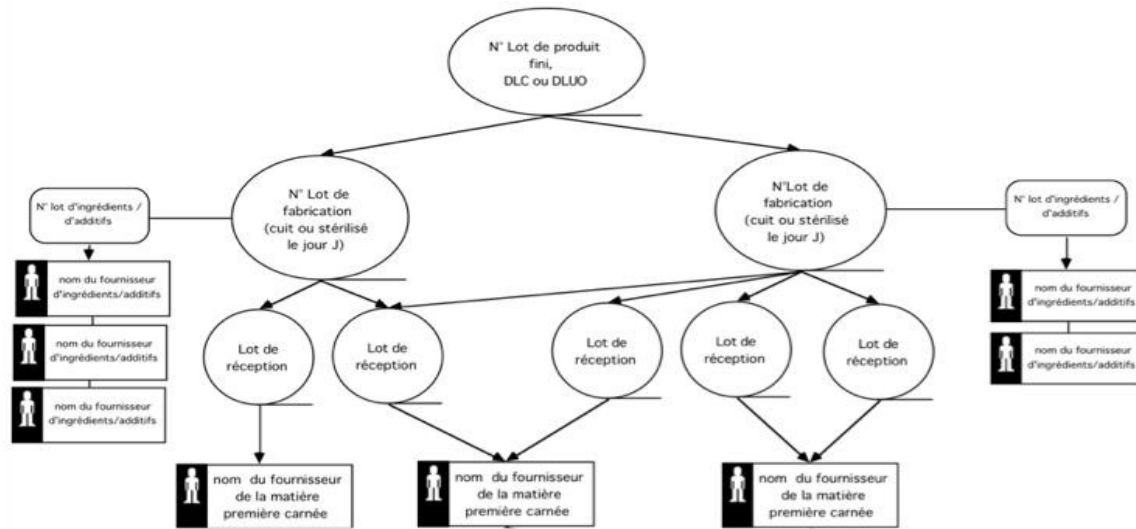 N° Lot de produit
fini,
DLC ou DLUO
N° Lot de
fabrication
(cuit ou stérilisé
le jour J)
N°Lot de
fabrication
(cuit ou stérilisé
le jour J)
N° lot d'ingrédients /
d'additifs
N° lot d'ingrédients /
d'additifs
nom du fournisseur
d'ingrédients/additifs
nom du fournisseur
d'ingrédients/additifs
nom du fournisseur
d'ingrédients/additifs
nom du fournisseur
d'ingrédients/additifs
nom du fournisseur
d'ingrédients/additifs
Lot de
réception
Lot de
réception
Lot de
réception
Lot de
réception
Lot de
réception
nom du fournisseur
de la matière
première carnée
nom du fournisseur
de la matière
première carnée
nom du fournisseur
de la matière
première carnée